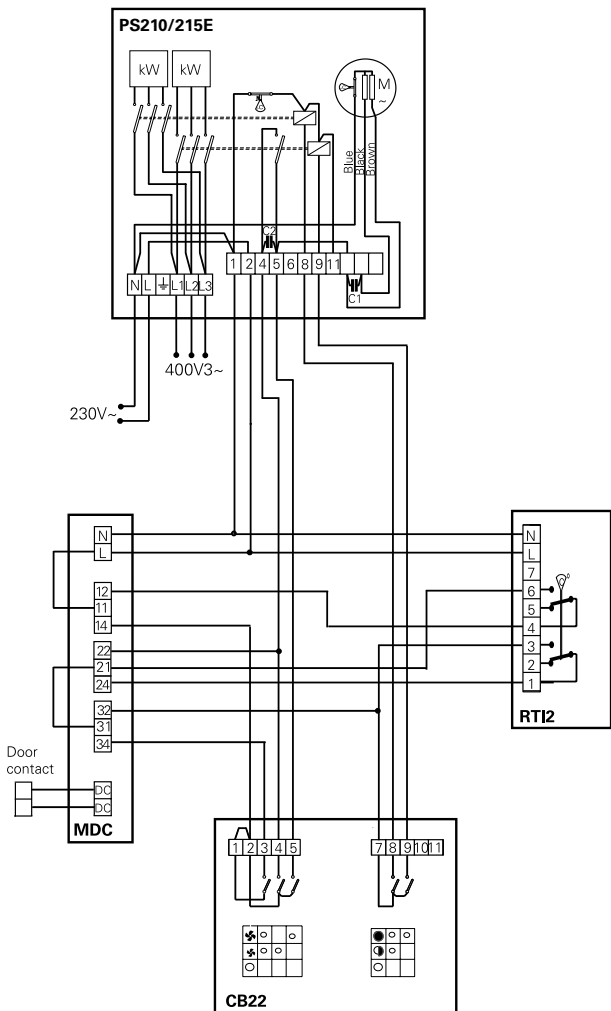 PS210/215E
kW kW
M
~
Blue
Black
Brown
C2
1 2 4 5 6 8 9 11
N L L1 L2 L3
C1
400V3~
230V~
N
L
12
11
14
22
21
24
32
31
34
DC
DC
MDC
Door
contact
N
L
7
6
5
4
3
2
1
RTI2
1 2 3 4 5
7 8 9 10 11
CB22